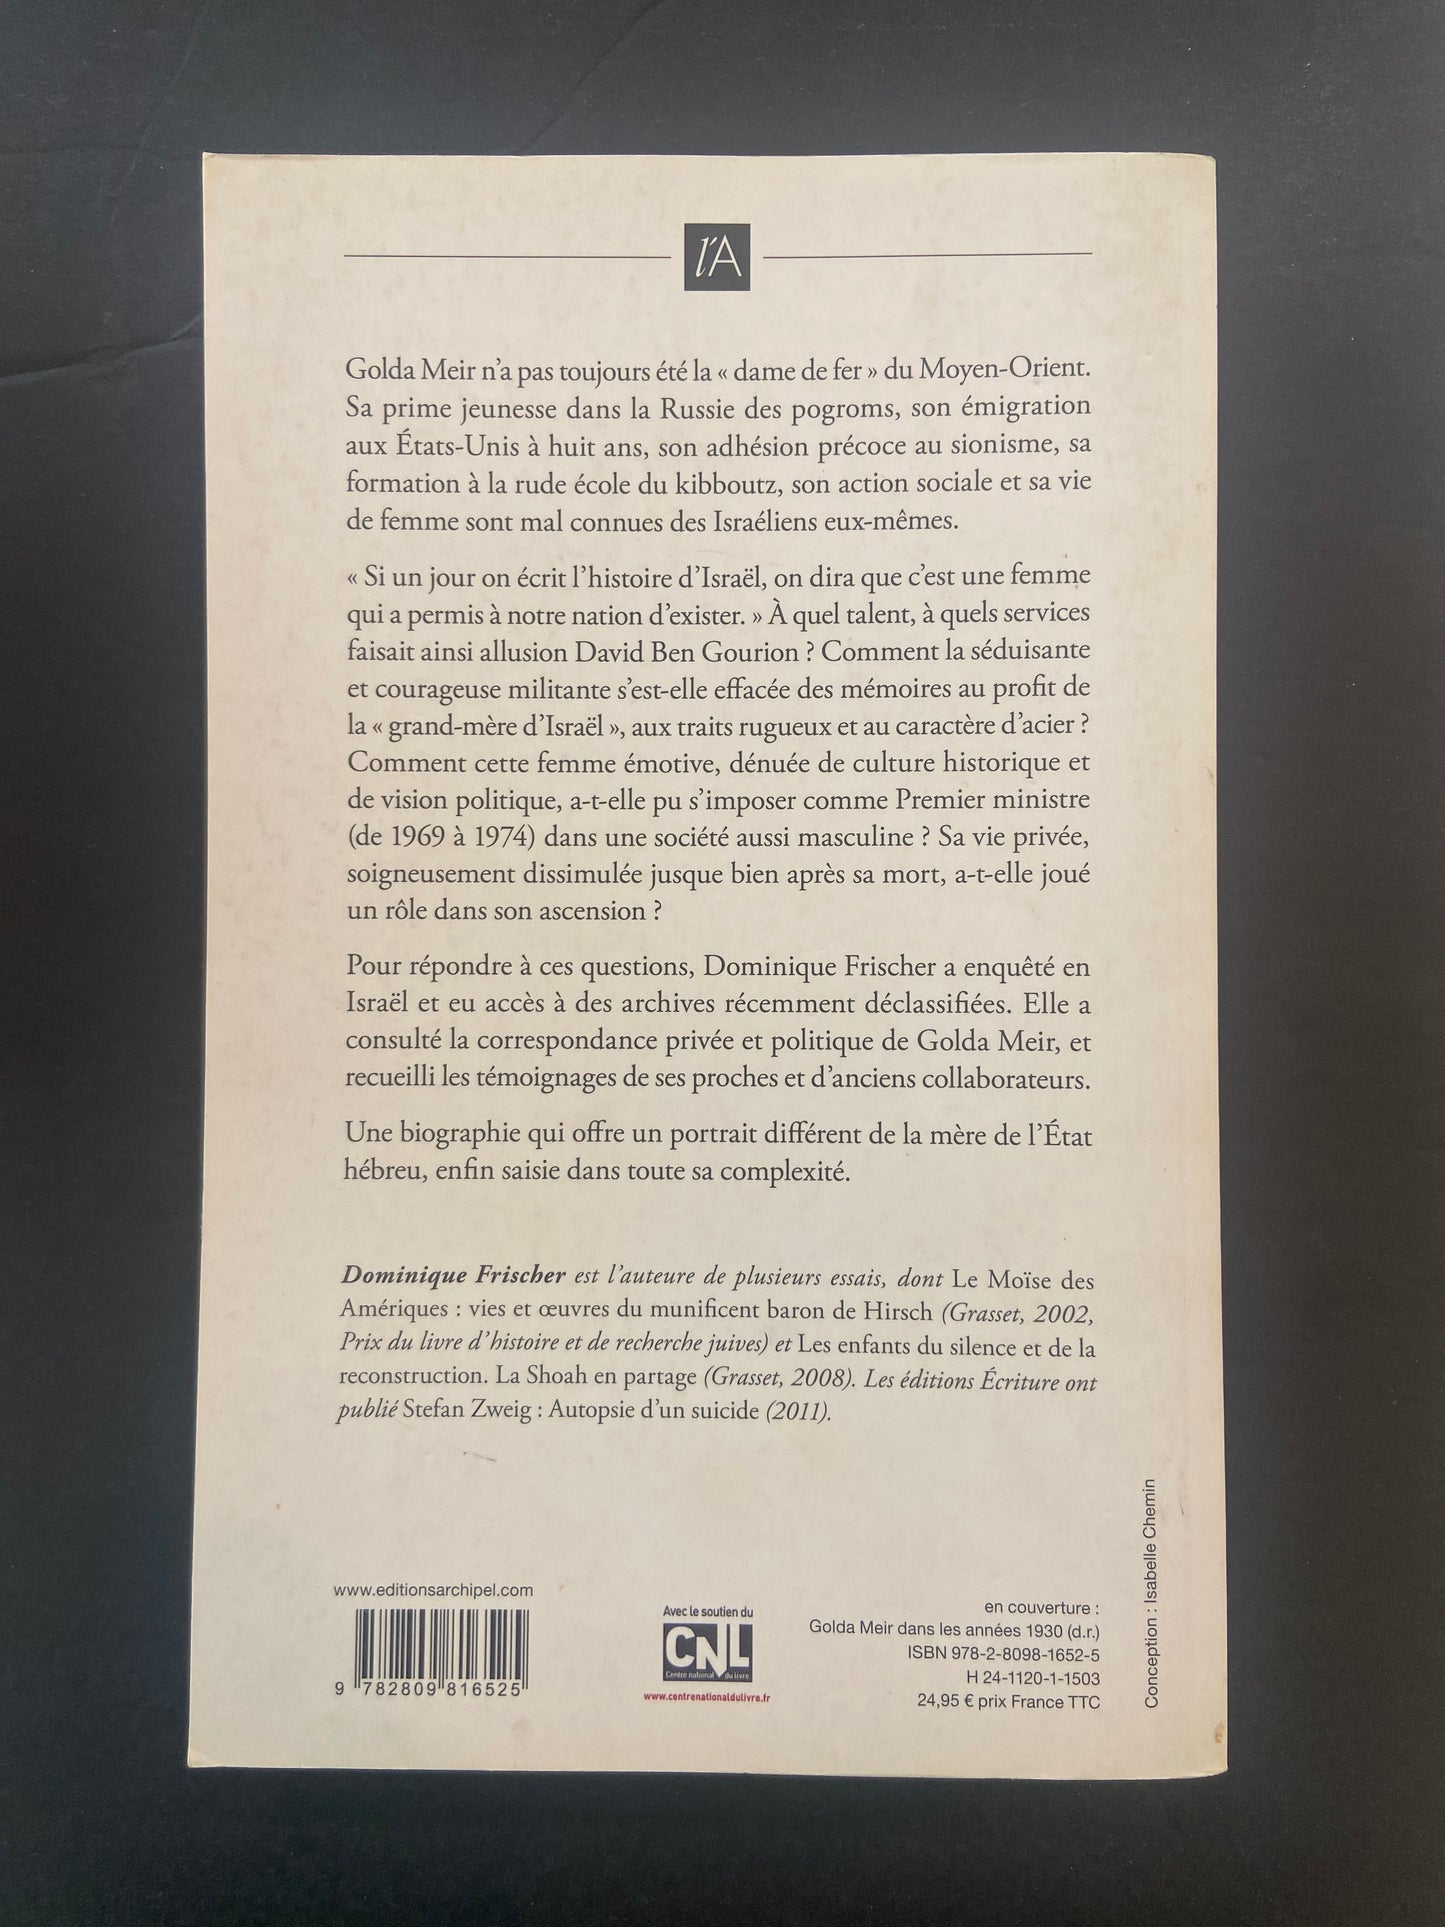 l'A
Golda Meir n'a pas toujours été la « dame de fer » du Moyen-Orient.
Sa prime jeunesse dans la Russie des pogroms, son émigration
aux États-Unis à huit ans, son adhésion précoce au sionisme, sa
formation à la rude école du kibboutz, son action sociale et sa vie
de femme sont mal connues des Israéliens eux-mêmes.
« Si un jour on écrit l'histoire d'Israël, on dira que c'est une femme
qui a permis à notre nation d'exister. » À quel talent, à quels services
faisait ainsi allusion David Ben Gourion ? Comment la séduisante
et courageuse militante s'est-elle effacée des mémoires au profit de
la « grand-mère d'Israël », aux traits rugueux et au caractère d'acier ?
Comment cette femme émotive, dénuée de culture historique et
de vision politique, a-t-elle pu s'imposer comme Premier ministre
(de 1969 à 1974) dans une société aussi masculine ? Sa vie privée,
soigneusement dissimulée jusque bien après sa mort, a-t-elle joué
un rôle dans son ascension ?
Pour répondre à ces questions, Dominique Frischer a enquêté en
Israël et eu accès à des archives récemment déclassifiées. Elle a
consulté la correspondance privée et politique de Golda Meir, et
recueilli les témoignages de ses proches et d'anciens collaborateurs.
Une biographie qui offre un portrait différent de la mère de l'État
hébreu, enfin saisie dans toute sa complexité.
Dominique Frischer est l'auteure de plusieurs essais, dont Le Moïse des
Amériques : vies et œuvres du munificent baron de Hirsch (Grasset, 2002,
Prix du livre d'histoire et de recherche juives) et Les enfants du silence et de la
reconstruction. La Shoah en partage (Grasset, 2008). Les éditions Écriture ont
publié Stefan Zweig : Autopsie d'un suicide (2011).
www.editionsarchipel.com
9 782809 816525
Avec le soutien du
CNL
Centre national du livre
www.centrenationaldulivre.fr
en couverture :
Golda Meir dans les années 1930 (d.r.)
ISBN 978-2-8098-1652-5
H 24-1120-1-1503
24,95 € prix France TTC
Conception : Isabelle Chemin